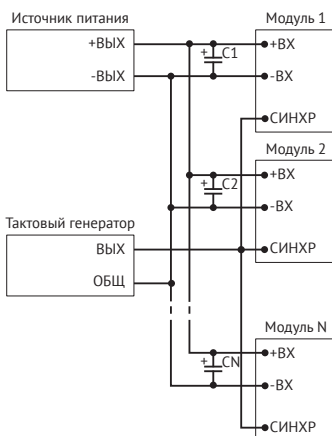 Источник питания
+ВЫХ
-ВЫХ
Модуль 1
+ВХ
-ВХ
СИНХР
+
C1
Модуль 2
+ВХ
-ВХ
СИНХР
+
C2
Тактовый генератор
ВЫХ
ОБЩ
Модуль N
+ВХ
-ВХ
СИНХР
+
CN